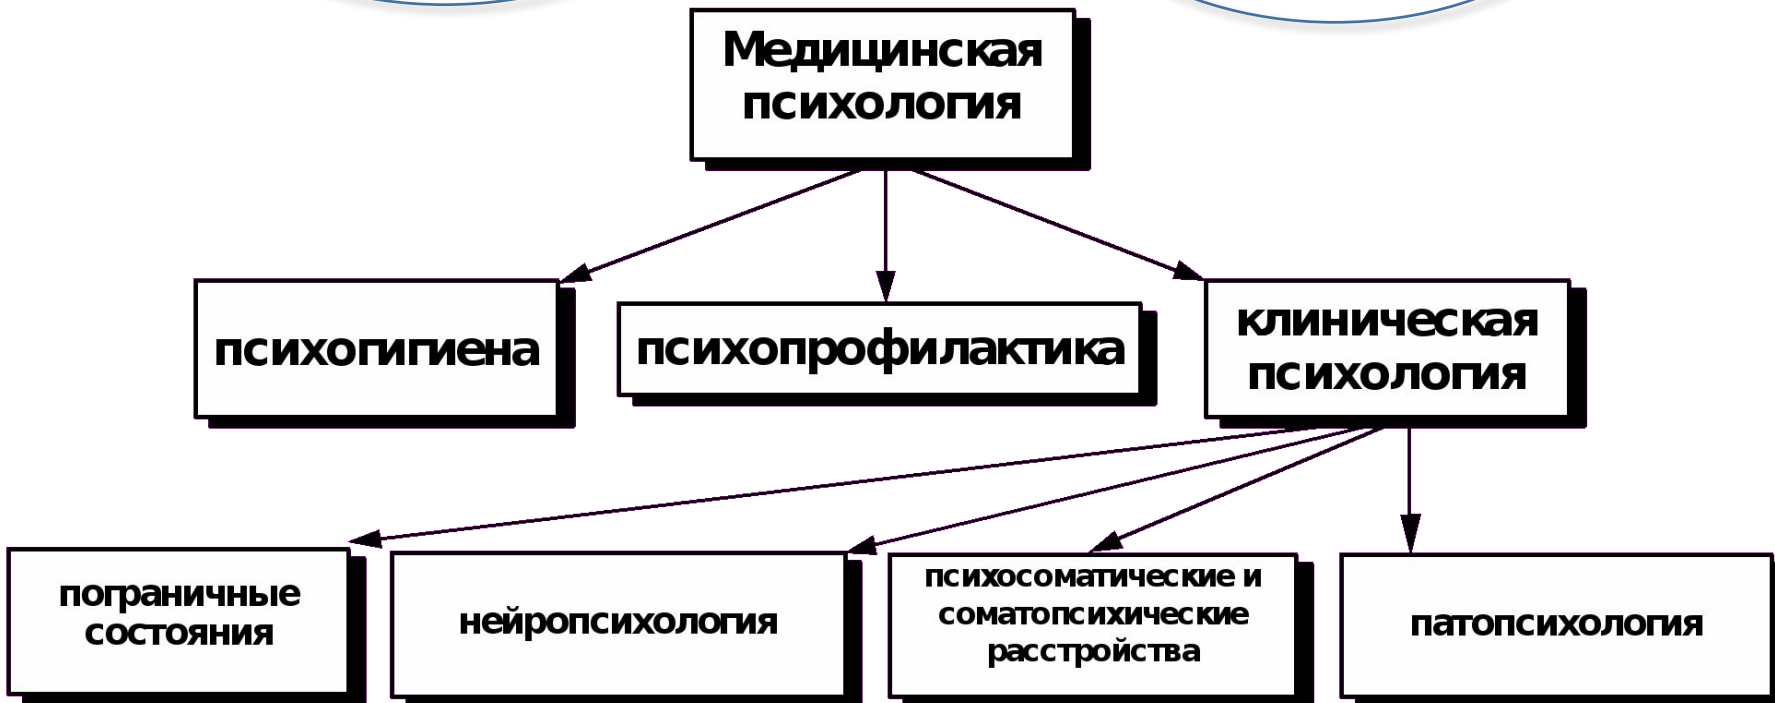 Медицинская
психология
психогигиена
психопрофилактика
клиническая
психология
пограничные
состояния
нейропсихология
психосоматические и
соматопсихические
расстройства
патопсихология